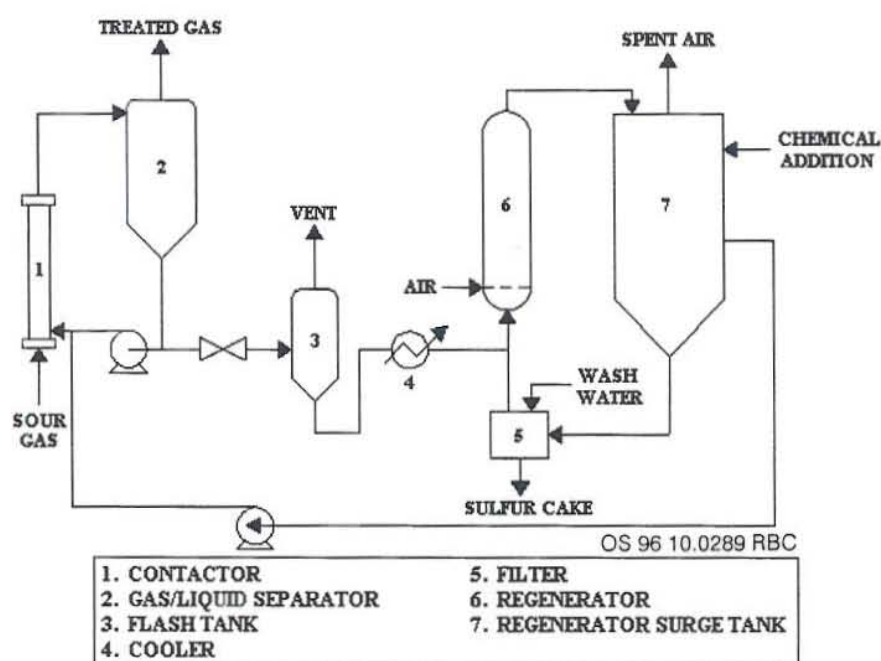 TREATED GAS
SPENT AIR
CHEMICAL
ADDITION
2
6
7
VENT
1
AIR
3
4
WASH
WATER
SOUR
GAS
5
SULFUR CAKE
OS 96 10.0289 RBC
1. CONTACTOR
2. GAS/LIQUID SEPARATOR
3. FLASH TANK
4. COOLER
5. FILTER
6. REGENERATOR
7. REGENERATOR SURGE TANK